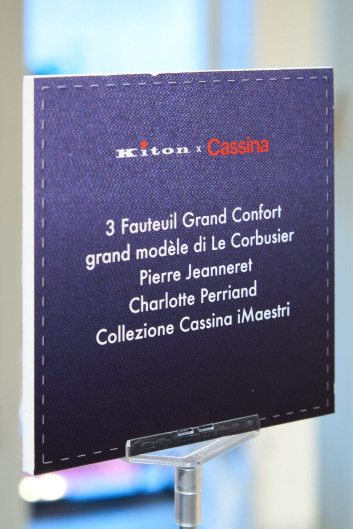 Kiton x Cassina
3 Fauteuil Grand Confort
grand modèle di Le Corbusier
Pierre Jeanneret
Charlotte Perriand
Collezione Cassina iMaestri